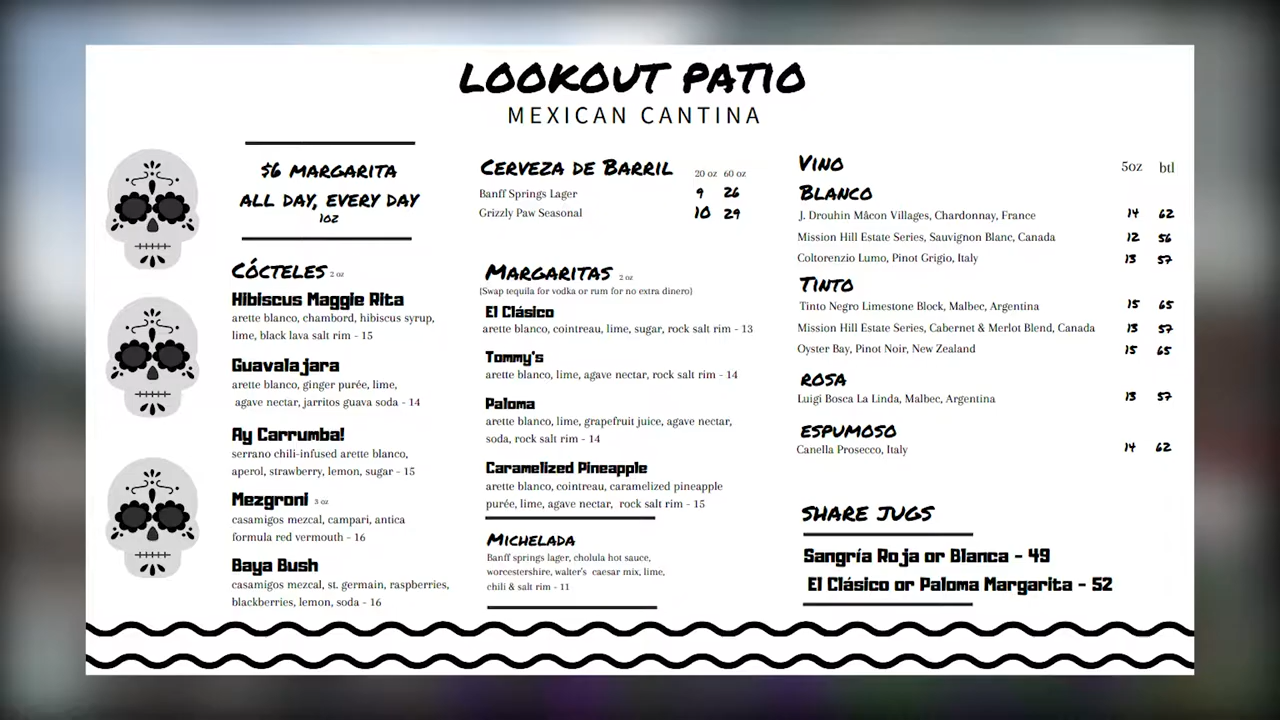 LOOKOUT PATIO
MEXICAN CANTINA
$6 MARGARITA
ALL DAY, EVERY DAY
1OZ
CÓCTELES 2 oz
Hibiscus Maggie Rita
arette blanco, chambord, hibiscus syrup,
lime, black lava salt rim - 15
Guavalajara
arette blanco, ginger purée, lime,
agave nectar, jarritos guava soda - 14
Ay Carrumba!
serrano chili-infused arette blanco,
aperol, strawberry, lemon, sugar - 15
Mezgroni 3 oz
casamigos mezcal, campari, antica
formula red vermouth - 16
Baya Bush
casamigos mezcal, st. germain, raspberries,
blackberries, lemon, soda - 16
CERVEZA DE BARRIL 20 oz 60 oz
Banff Springs Lager 9 26
Grizzly Paw Seasonal 10 29
MARGARITAS 2 oz
{Swap tequila for vodka or rum for no extra dinero}
El Clásico
arette blanco, cointreau, lime, sugar, rock salt rim - 13
Tommy's
arette blanco, lime, agave nectar, rock salt rim - 14
Paloma
arette blanco, lime, grapefruit juice, agave nectar,
soda, rock salt rim - 14
Caramelized Pineapple
arette blanco, cointreau, caramelized pineapple
purée, lime, agave nectar, rock salt rim - 15
MICHELADA
Banff springs lager, cholula hot sauce,
worcestershire, walter's caesar mix, lime,
chili & salt rim - 11
VINO 5oz btl
BLANCO
J. Drouhin Mâcon Villages, Chardonnay, France 14 62
Mission Hill Estate Series, Sauvignon Blanc, Canada 12 56
Coltorenzio Lumo, Pinot Grigio, Italy 13 57
TINTO
Tinto Negro Limestone Block, Malbec, Argentina 15 65
Mission Hill Estate Series, Cabernet & Merlot Blend, Canada 13 57
Oyster Bay, Pinot Noir, New Zealand 15 65
ROSA
Luigi Bosca La Linda, Malbec, Argentina 13 57
ESPUMOSO
Canella Prosecco, Italy 14 62
SHARE JUGS
Sangría Roja or Blanca - 49
El Clásico or Paloma Margarita - 52